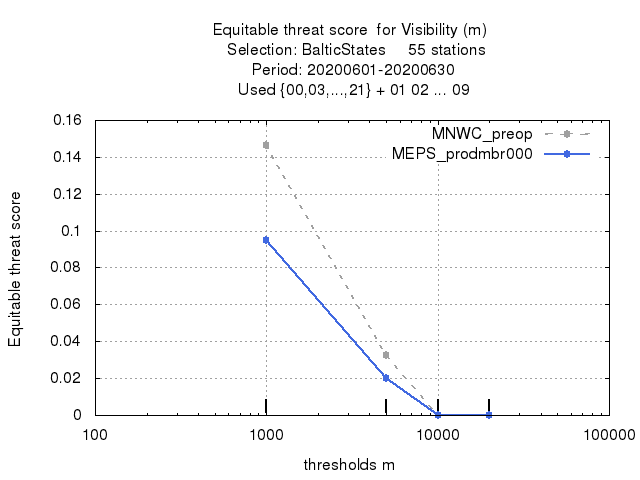 Equitable threat score  for Visibility (m)
Selection: BalticStates     55 stations
Period: 20200601-20200630
Used {00,03,...,21} + 01 02 ... 09
MNWC_preop
MEPS_prodmbr000
Equitable threat score
0.16
0.14
0.12
0.1
0.08
0.06
0.04
0.02
0
100 1000 10000 100000
thresholds m